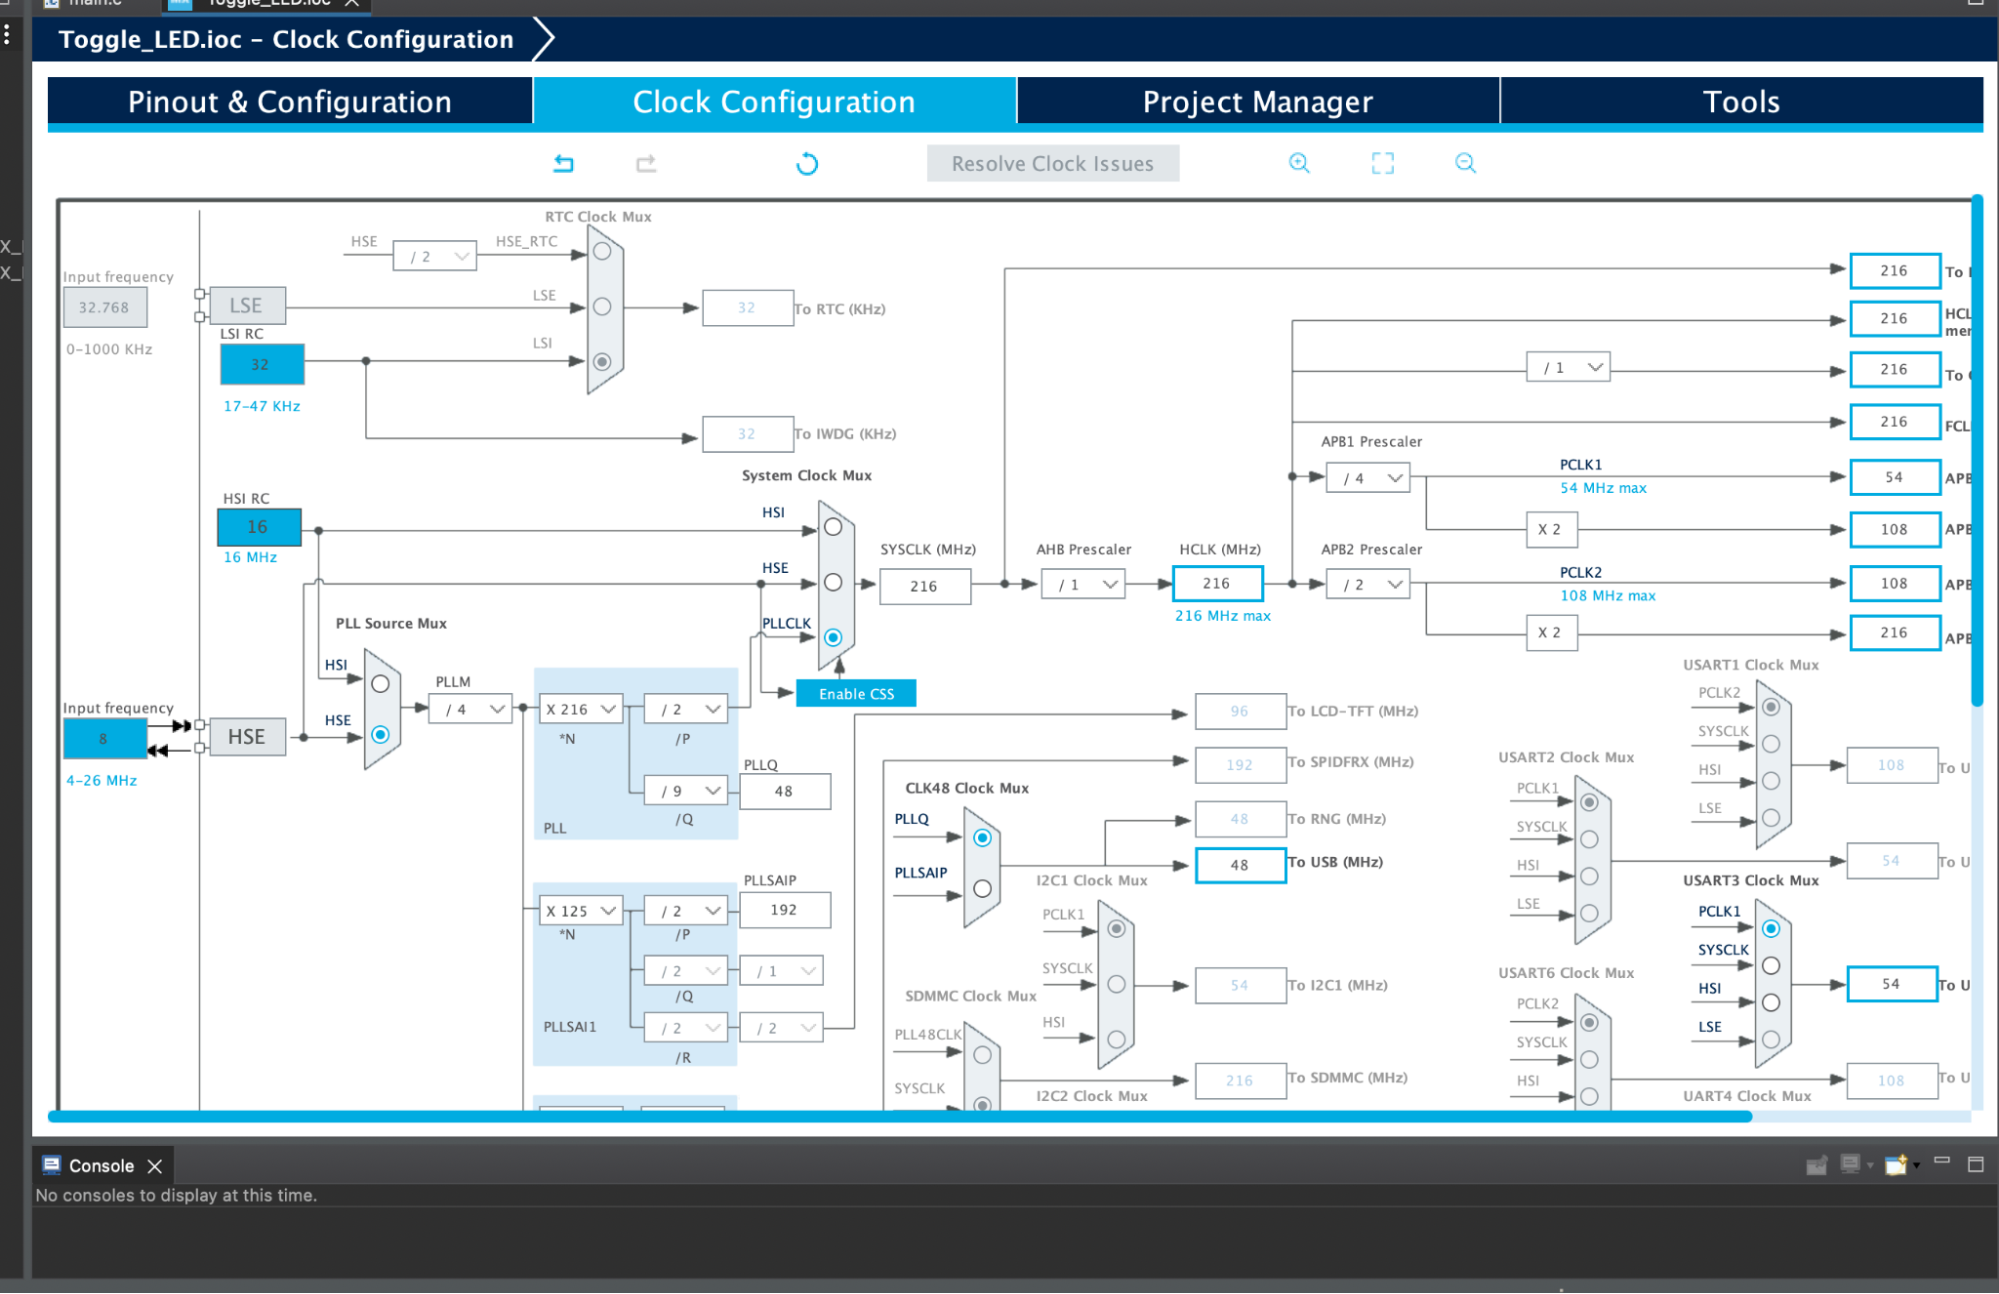 Toggle_LED.ioc – Clock Configuration
Pinout & Configuration
Clock Configuration
Project Manager
Tools
Resolve Clock Issues
RTC Clock Mux
HSE
/ 2
HSE_RTC
Input frequency
32.768
0-1000 KHz
LSE
LSE
32
To RTC (KHz)
LSI RC
32
17-47 KHz
LSI
32
To IWDG (KHz)
216
216
HCL
216
/ 1
216
FCL
System Clock Mux
HSI RC
16
16 MHz
HSI
HSE
PLLCLK
SYSCLK (MHz)
216
AHB Prescaler
/ 1
HCLK (MHz)
216
216 MHz max
APB1 Prescaler
/ 4
PCLK1
54 MHz max
54
APB
X 2
108
APB
APB2 Prescaler
/ 2
PCLK2
108 MHz max
108
APB
X 2
216
APB
Enable CSS
PLL Source Mux
HSI
HSE
Input frequency
8
4-26 MHz
HSE
PLLM
/ 4
X 216
*N
/ 2
/P
PLLQ
/ 9
48
/Q
PLL
PLLSAIP
X 125
*N
/ 2
192
/P
/ 2
/ 1
/Q
PLLSAI1
/ 2
/ 2
/R
96
To LCD-TFT (MHz)
192
To SPIDFRX (MHz)
CLK48 Clock Mux
PLLQ
PLLSAIP
48
To RNG (MHz)
48
To USB (MHz)
I2C1 Clock Mux
PCLK1
SYSCLK
HSI
54
To I2C1 (MHz)
SDMMC Clock Mux
PLL48CLK
SYSCLK
216
To SDMMC (MHz)
I2C2 Clock Mux
USART1 Clock Mux
PCLK2
SYSCLK
HSI
LSE
108
To U
USART2 Clock Mux
PCLK1
SYSCLK
HSI
LSE
54
To U
USART3 Clock Mux
PCLK1
SYSCLK
HSI
LSE
54
To U
USART6 Clock Mux
PCLK2
SYSCLK
HSI
108
To U
UART4 Clock Mux
Console
No consoles to display at this time.